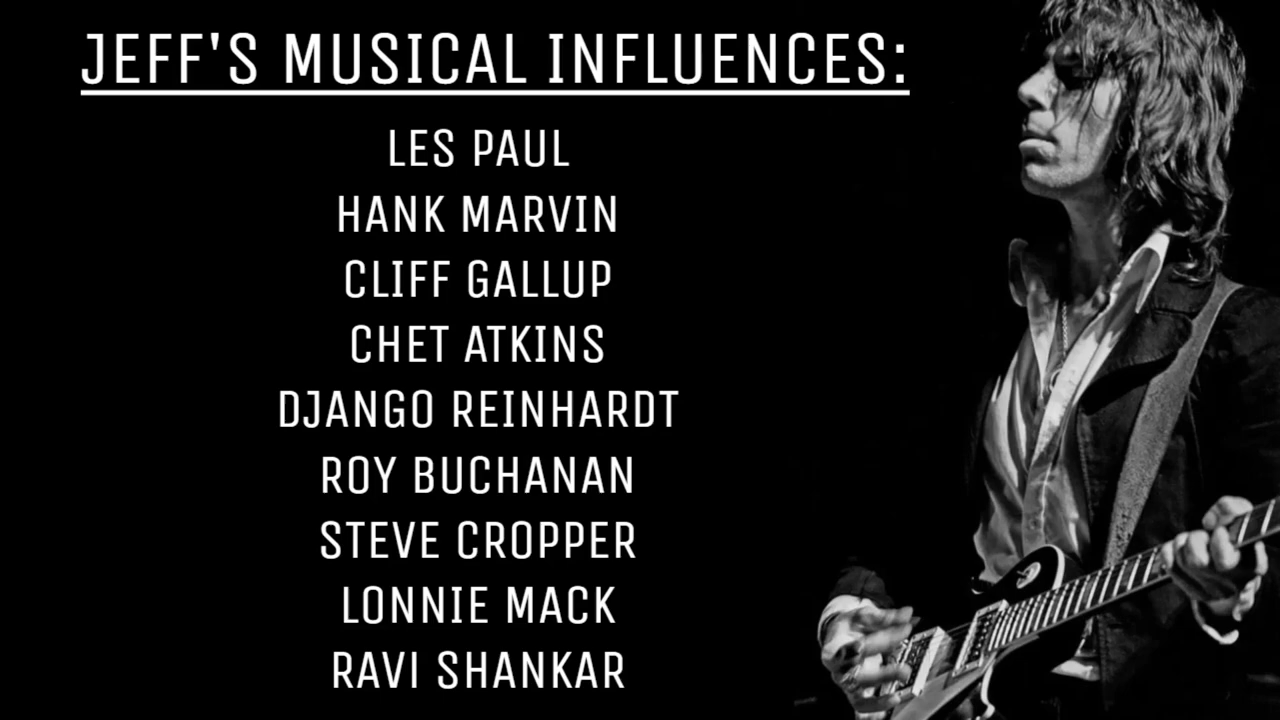 JEFF'S MUSICAL INFLUENCES:
LES PAUL
HANK MARVIN
CLIFF GALLUP
CHET ATKINS
DJANGO REINHARDT
ROY BUCHANAN
STEVE CROPPER
LONNIE MACK
RAVI SHANKAR